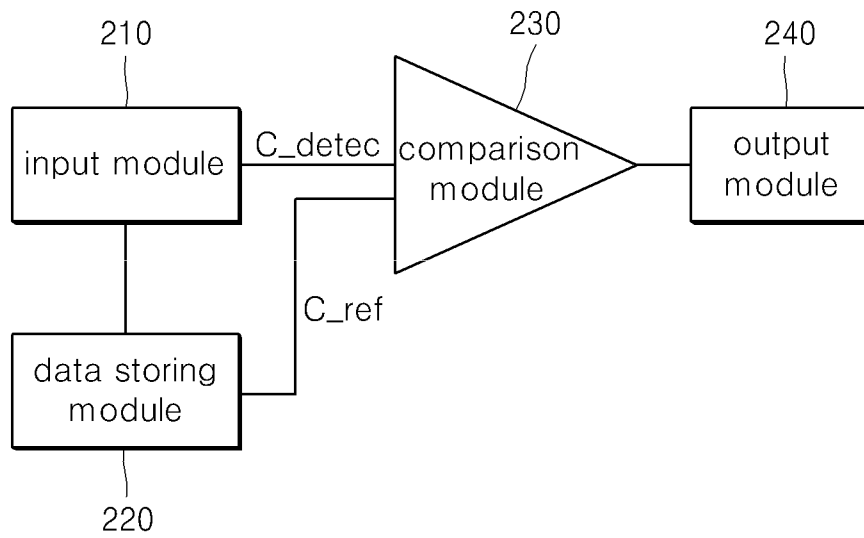 210
230
240
input module
C_detec
comparison
module
output
module
C_ref
data storing
module
220